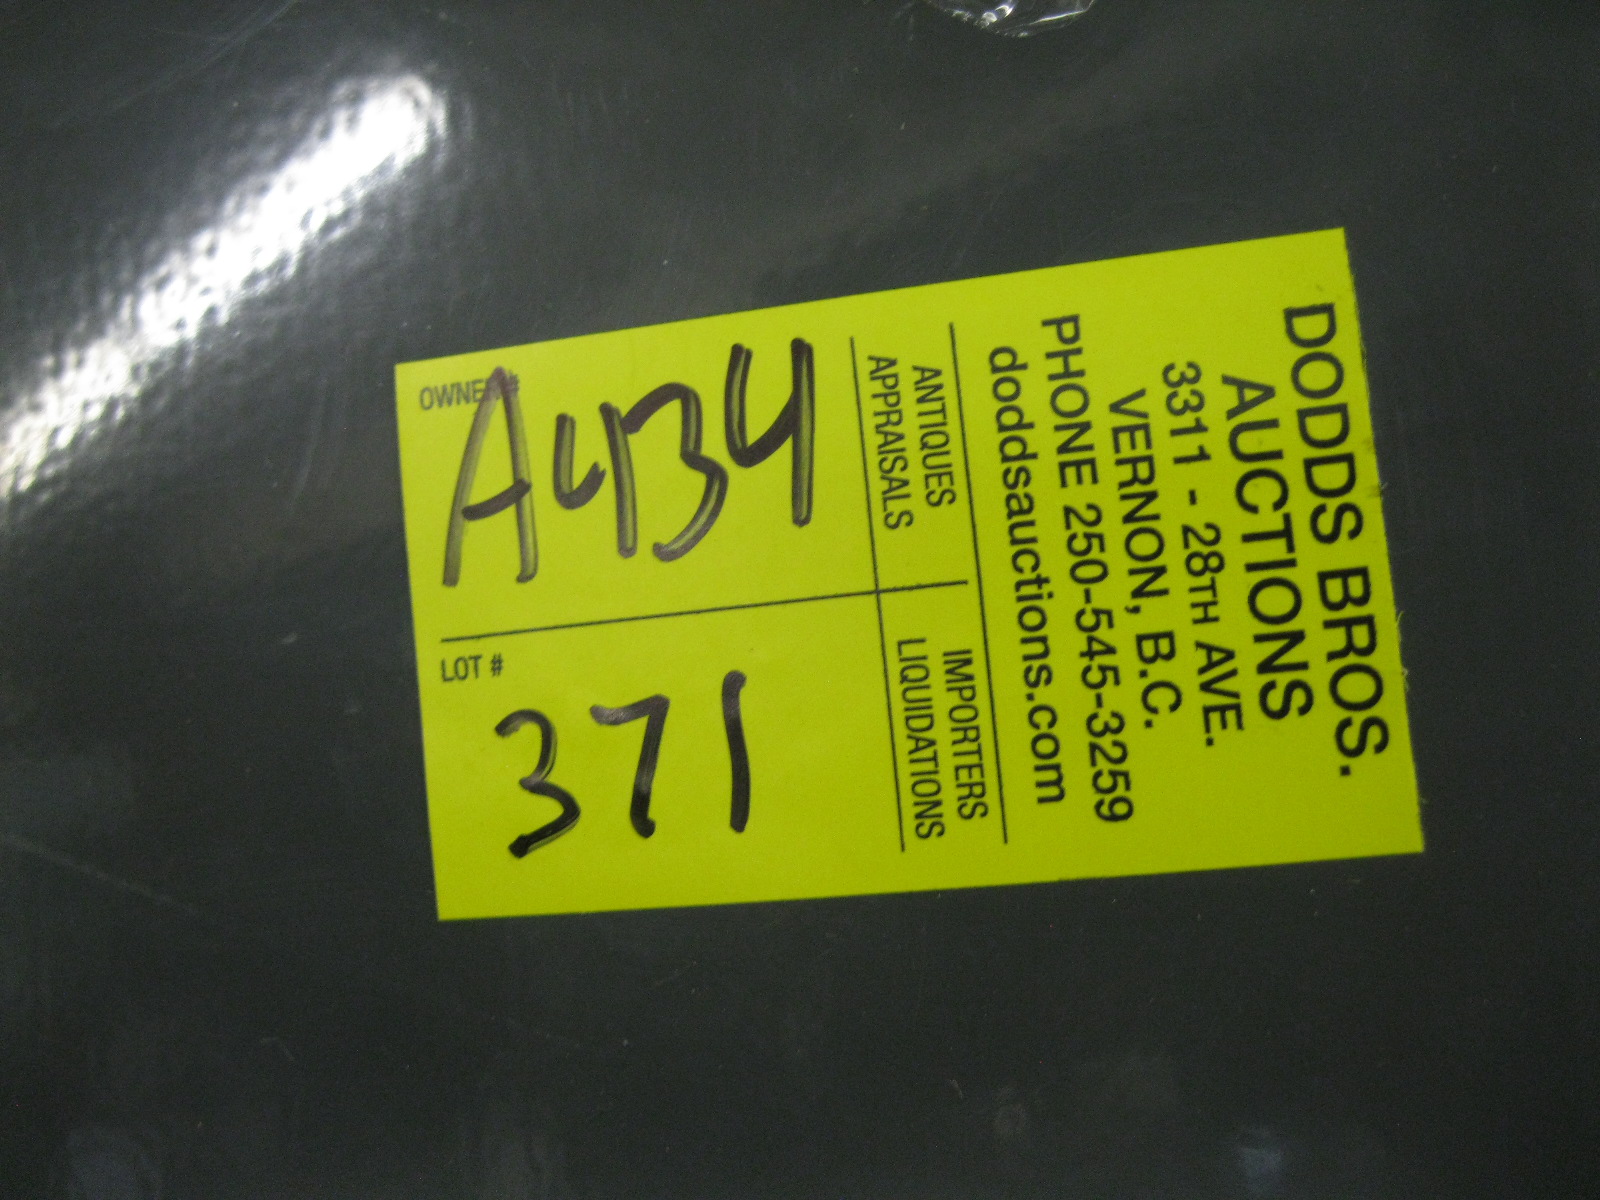 DODDS BROS.
AUCTIONS
3311 - 28TH AVE.
VERNON, B.C.
PHONE 250-545-3259
doddsauctions.com
ANTIQUES
APPRAISALS
IMPORTERS
LIQUIDATIONS
OWNER #
A434
LOT #
371